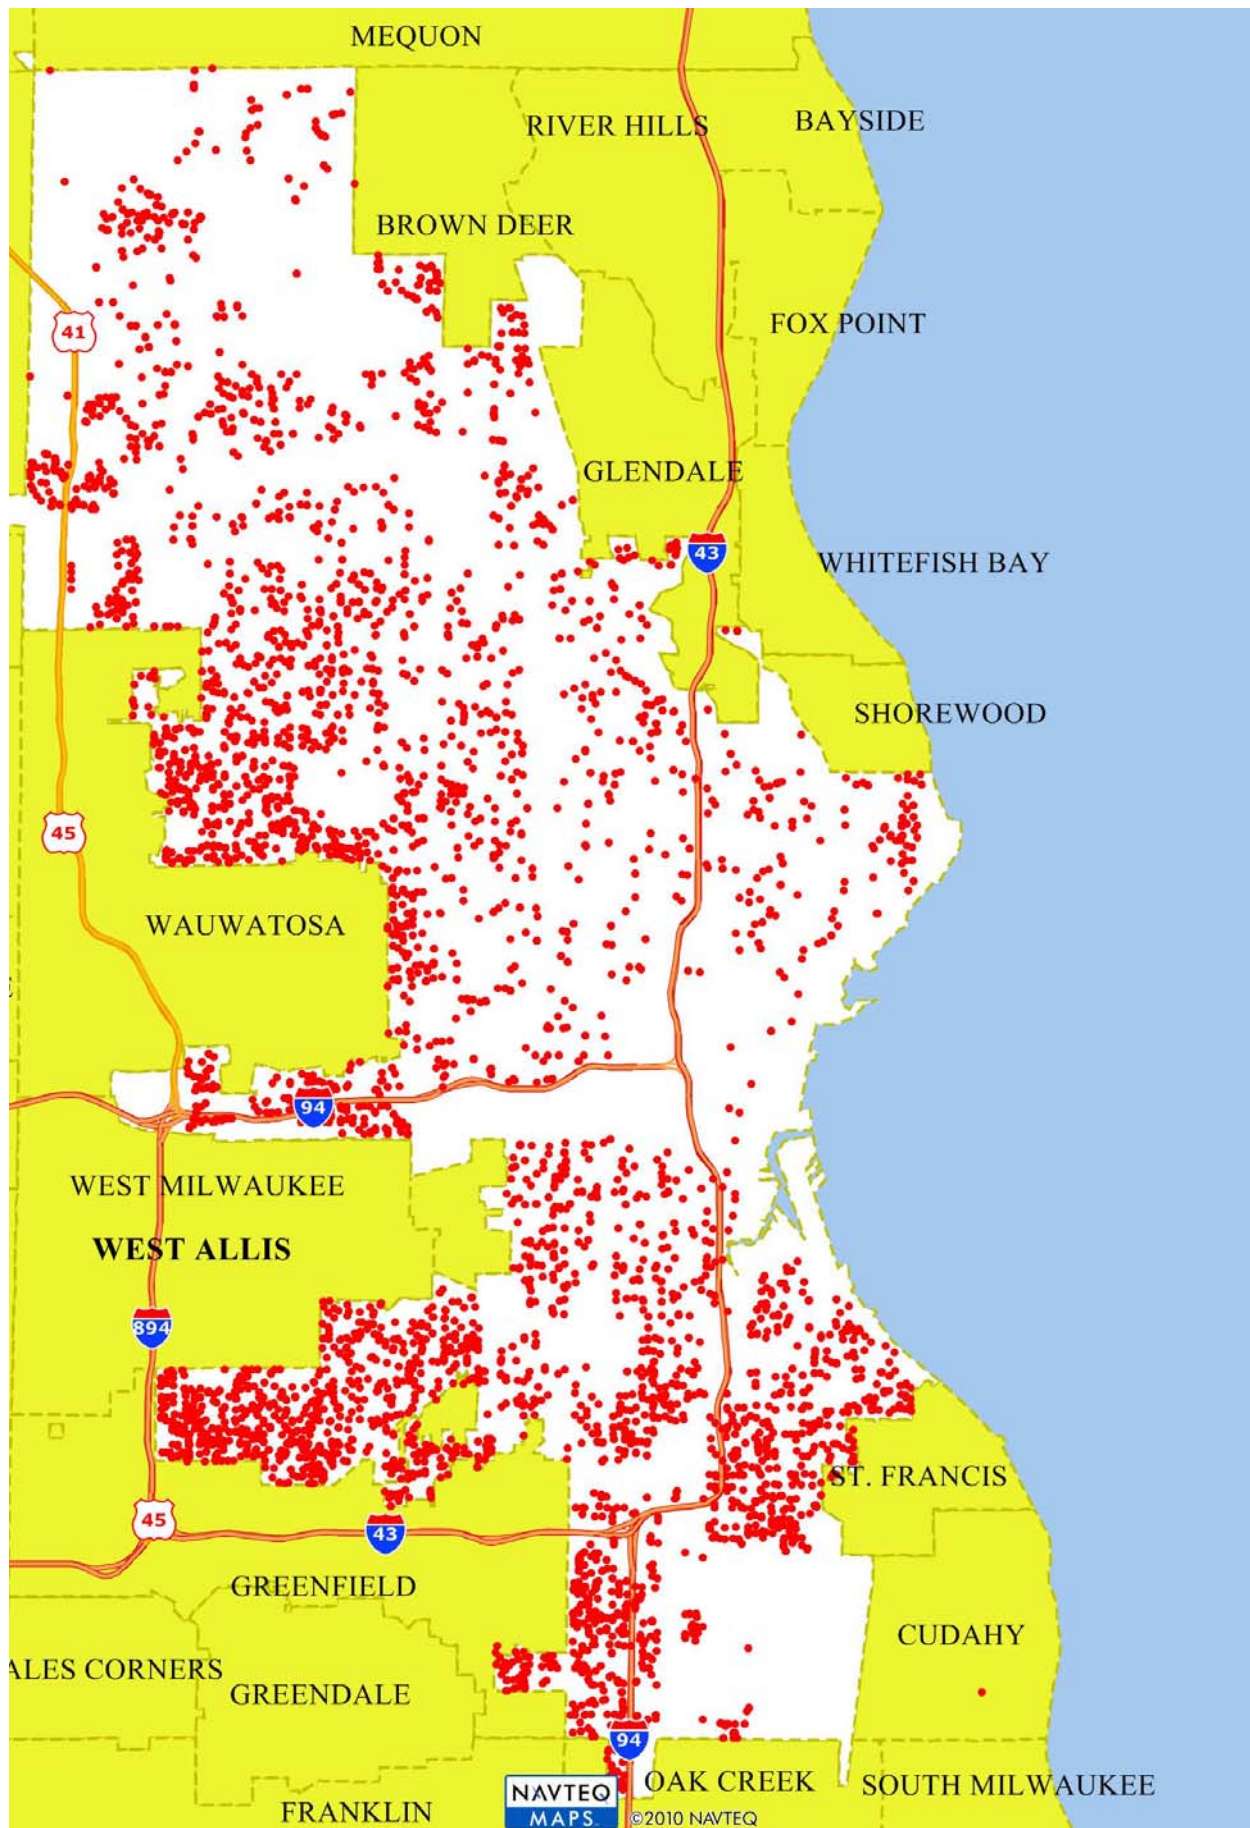 MEQUON
RIVER HILLS
BAYSIDE
BROWN DEER
41
FOX POINT
GLENDALE
43
WHITEFISH BAY
SHOREWOOD
45
WAUWATOSA
94
WEST MILWAUKEE
WEST ALLIS
894
ST. FRANCIS
45
43
GREENFIELD
CUDAHY
ALES CORNERS
GREENDALE
94
OAK CREEK
SOUTH MILWAUKEE
FRANKLIN
NAVTEQ
MAPS
©2010 NAVTEQ